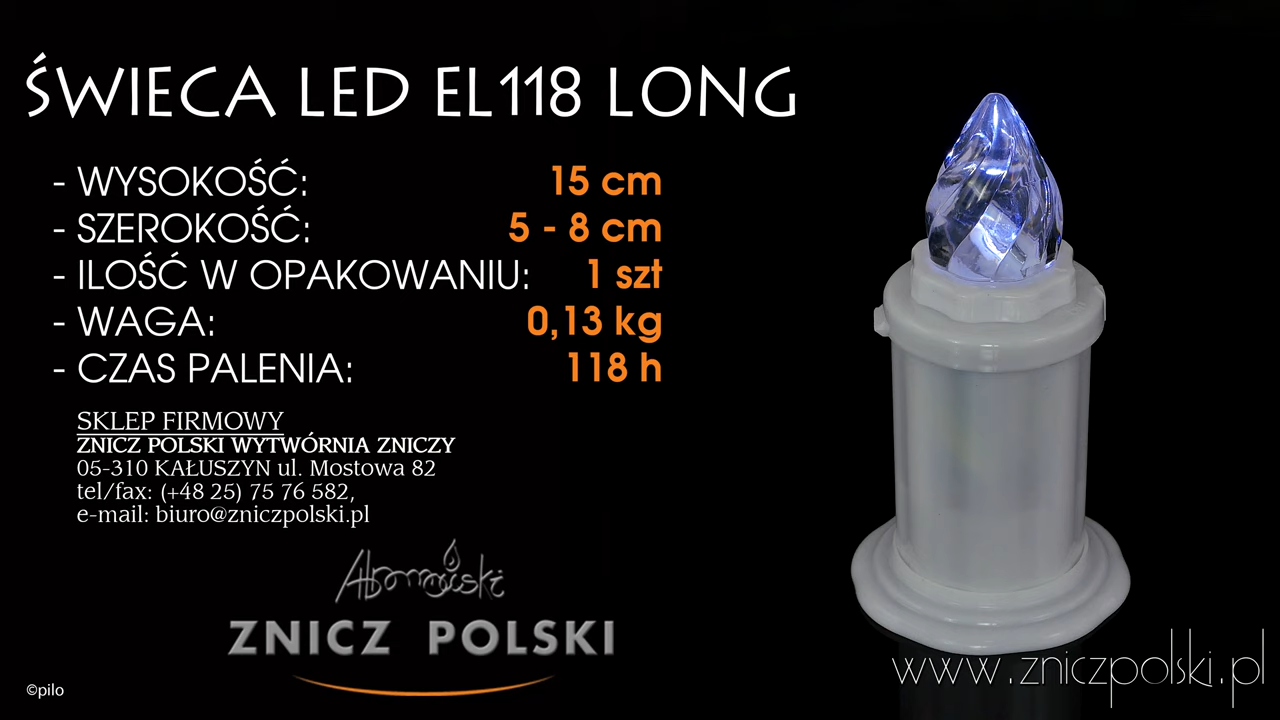 ŚWIECA LED EL118 LONG
- WYSOKOŚĆ: 15 cm
- SZEROKOŚĆ: 5 - 8 cm
- ILOŚĆ W OPAKOWANIU: 1 szt
- WAGA: 0,13 kg
- CZAS PALENIA: 118 h
SKLEP FIRMOWY
ZNICZ POLSKI WYTWÓRNIA ZNICZY
05-310 KAŁUSZYN ul. Mostowa 82
tel/fax: (+48 25) 75 76 582,
e-mail: biuro@zniczpolski.pl
ZNICZ POLSKI
www.zniczpolski.pl
©pilo